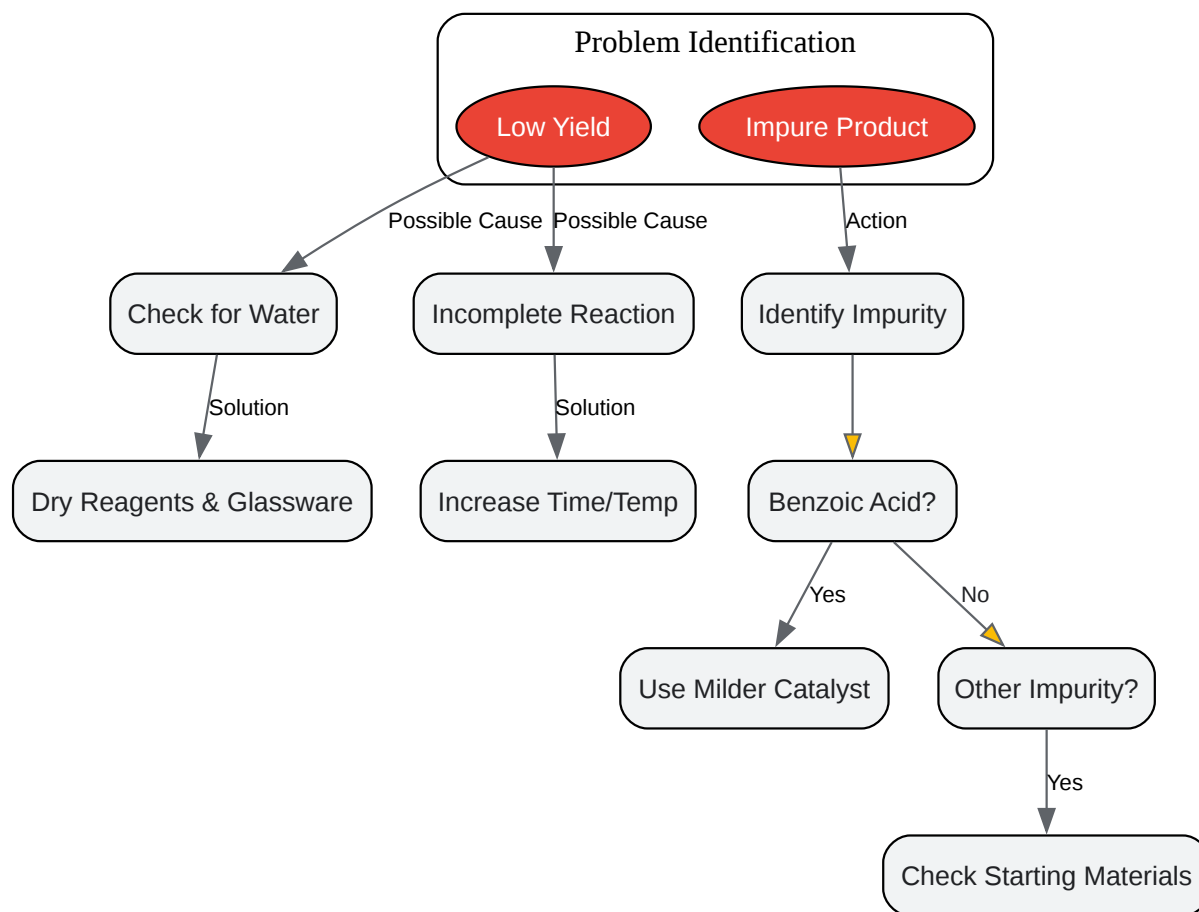 Problem Identification
Low Yield
Impure Product
Possible Cause
Possible Cause
Action
Check for Water
Incomplete Reaction
Identify Impurity
Solution
Solution
Dry Reagents & Glassware
Increase Time/Temp
Benzoic Acid?
Yes
No
Use Milder Catalyst
Other Impurity?
Yes
Check Starting Materials